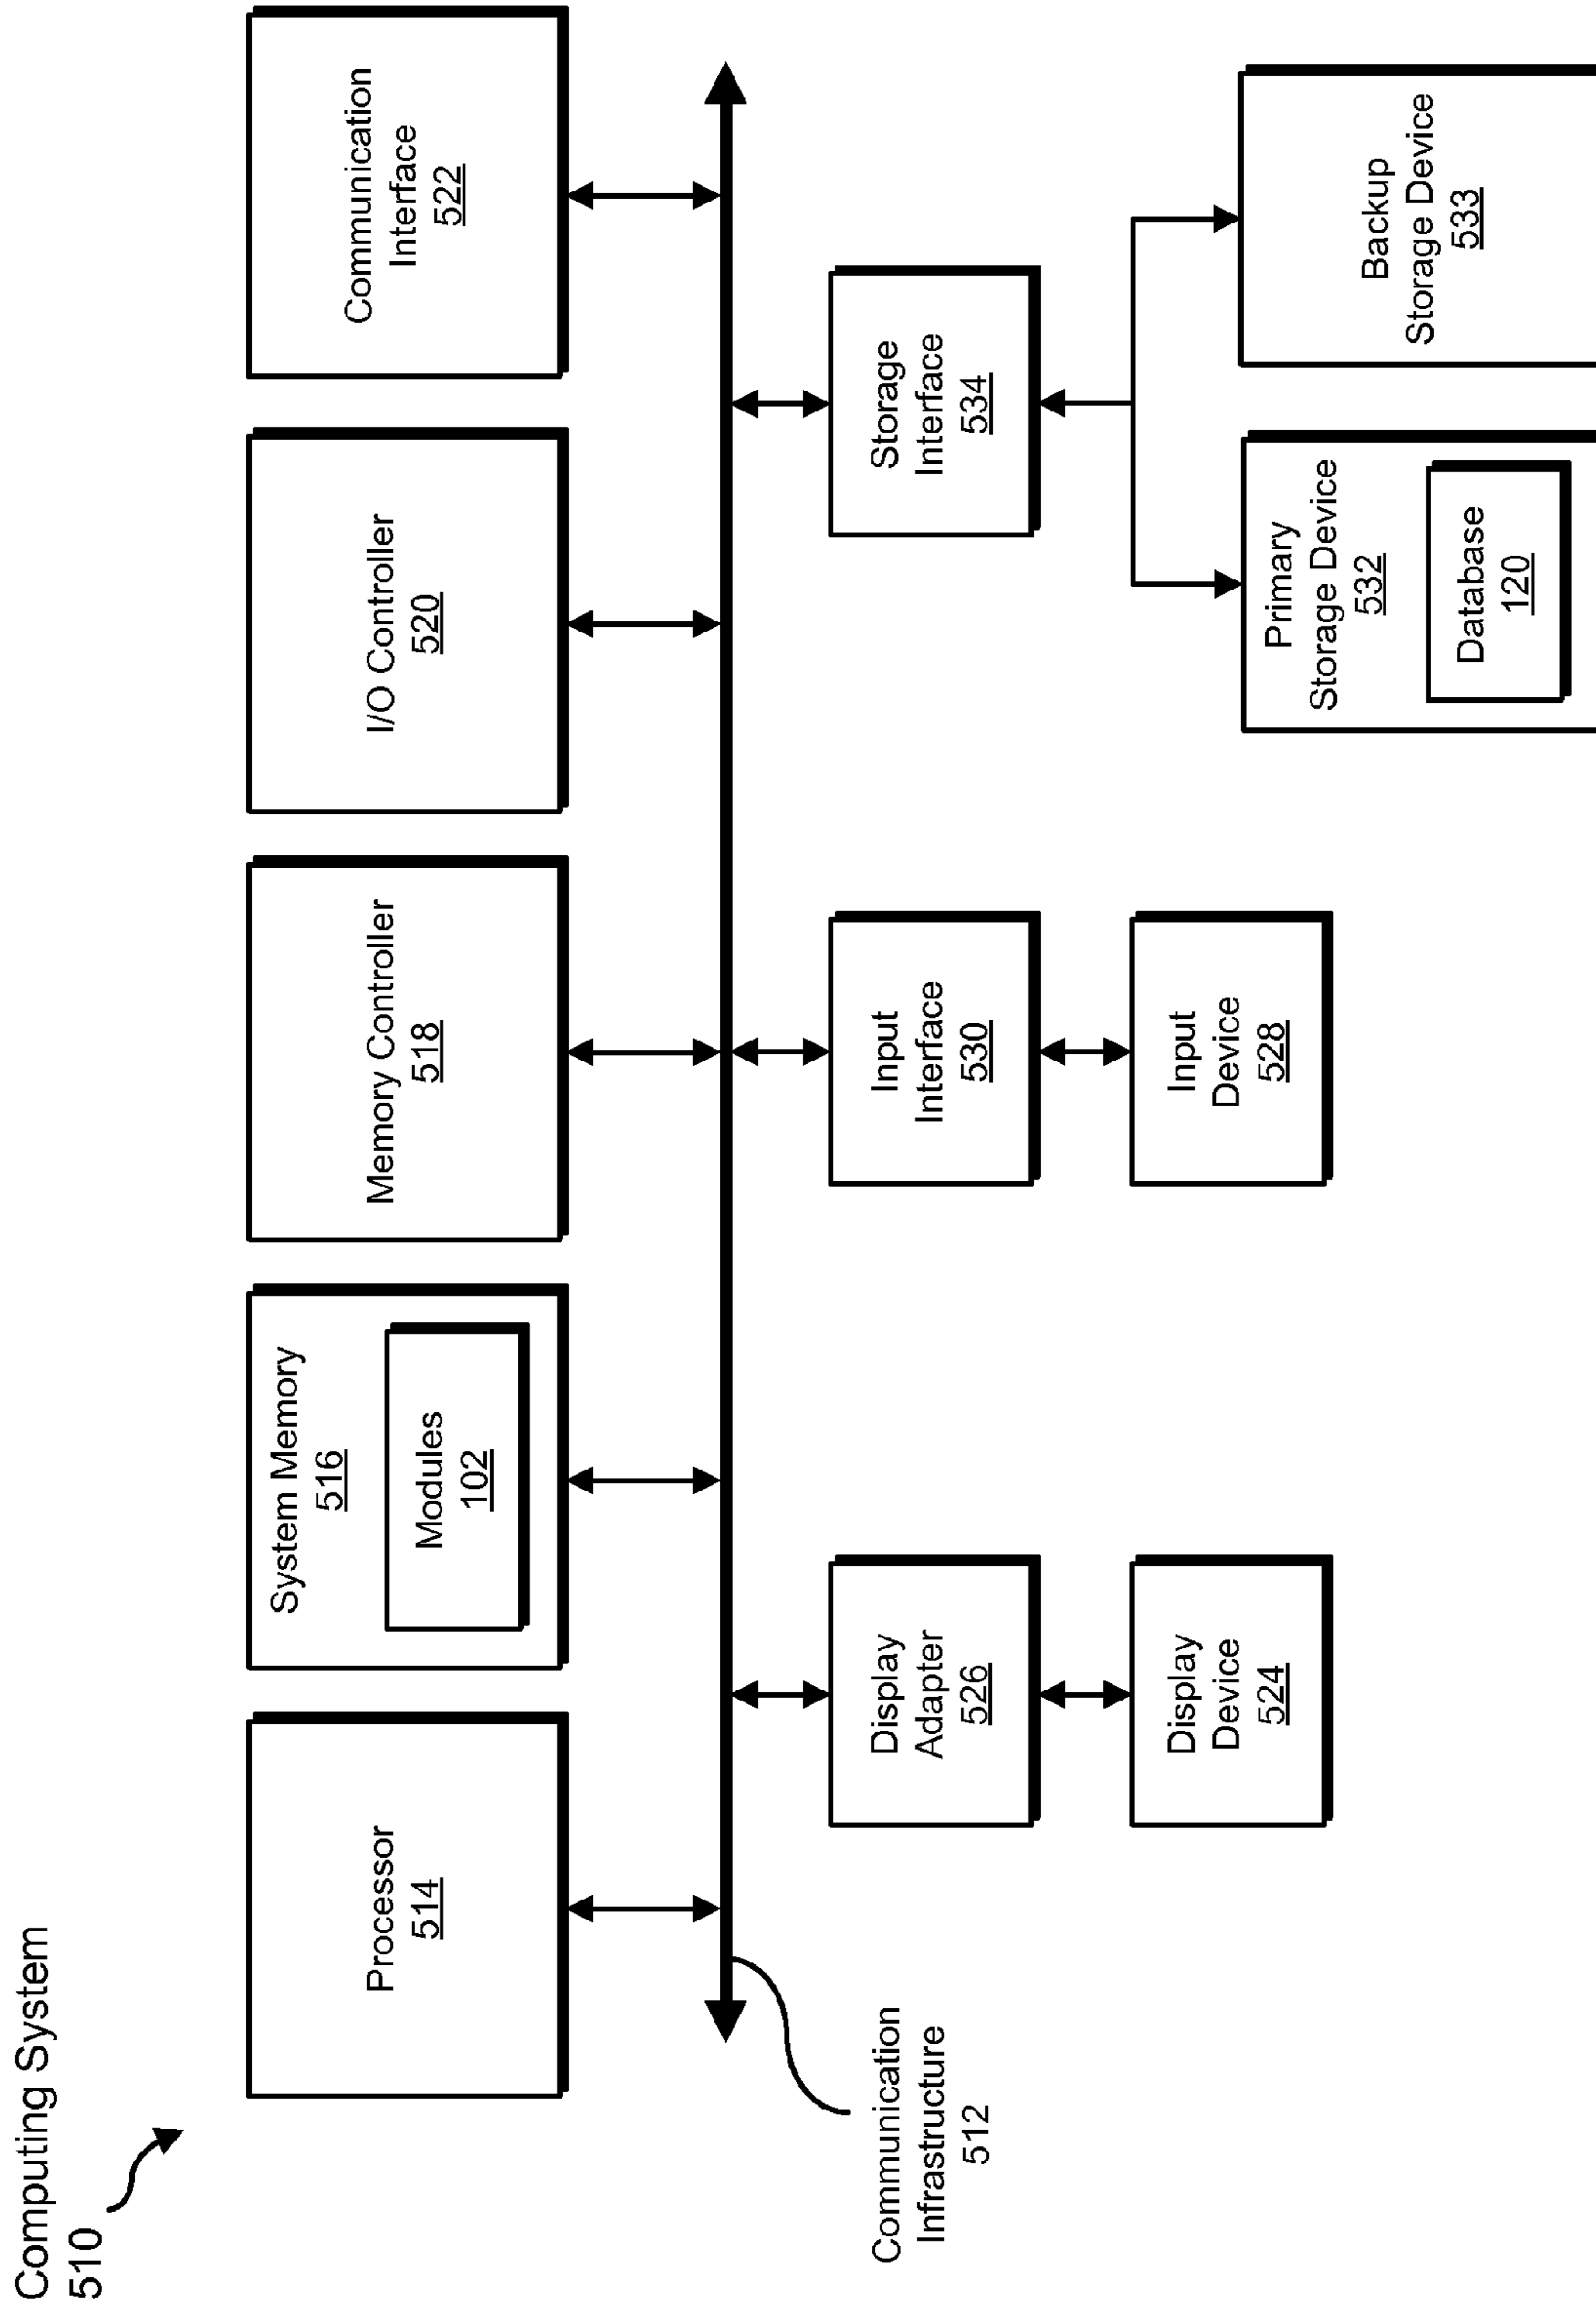 Computing System
510
Processor
514
System Memory
516
Modules
102
Memory Controller
518
I/O Controller
520
Communication
Interface
522
Communication
Infrastructure
512
Display
Adapter
526
Input
Interface
530
Storage
Interface
534
Display
Device
524
Input
Device
528
Primary
Storage Device
532
Database
120
Backup
Storage Device
533